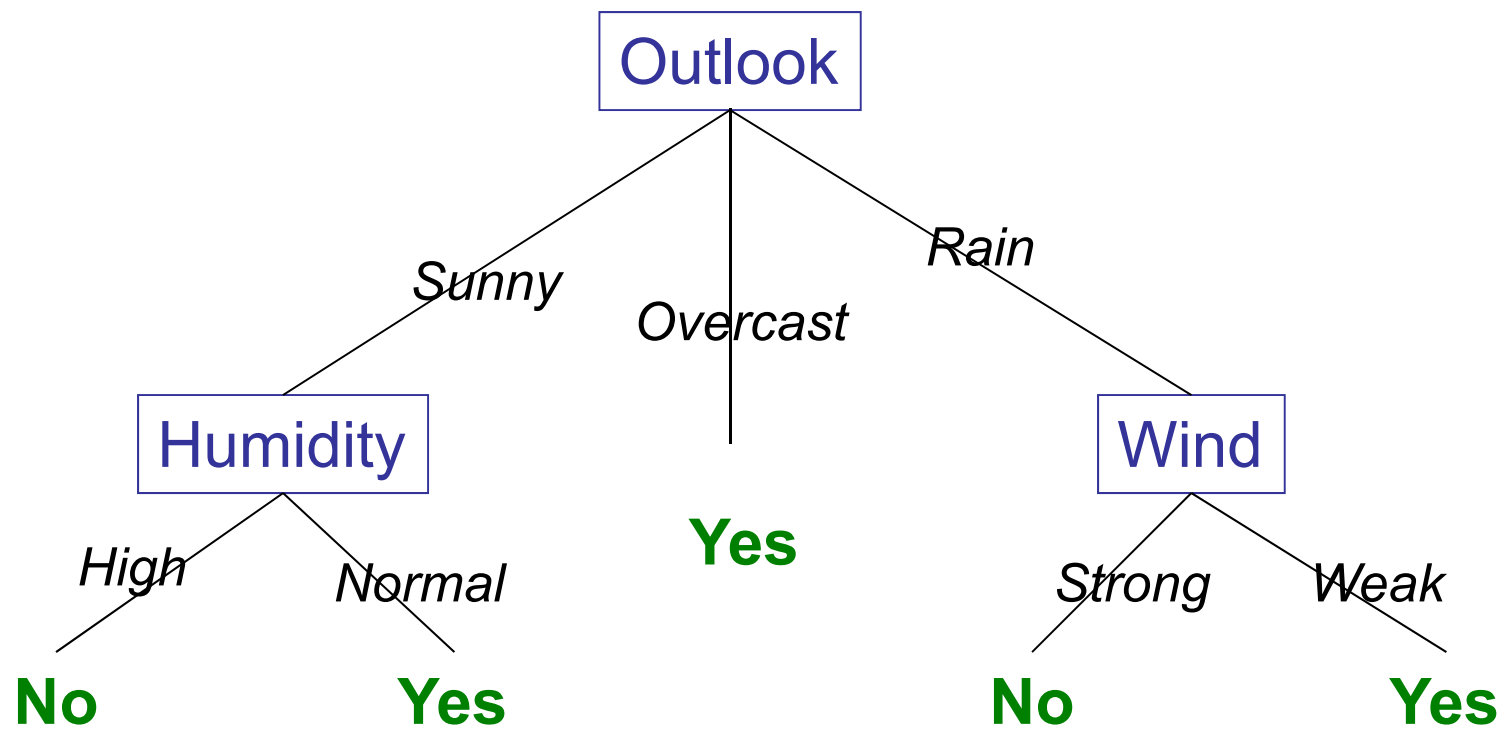 Outlook
Sunny
Overcast
Rain
Humidity
Wind
High
Normal
Yes
Strong
Weak
No
Yes
No
Yes